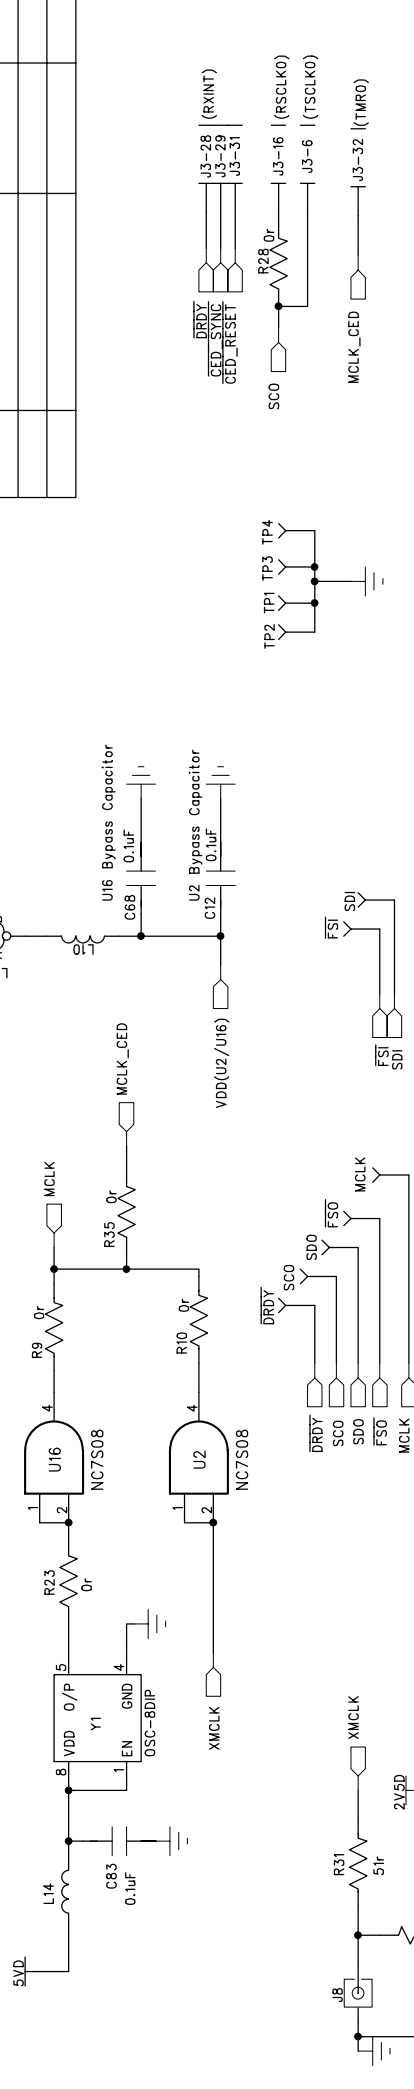 J3-28 (RXINT)
J3-29
J3-31
DRDY
CED_SYNC
CED_RESET
R28 0r
J3-16 (RSCLK0)
J3-6 (TSCLK0)
SCO
J3-32 (TMR0)
MCLK_CED
TP2 TP1 TP3 TP4
U16 Bypass Capacitor
C68 0.1uF
U2 Bypass Capacitor
C12 0.1uF
L10
VDD(U2/U16)
FSI
SDI
FSI
SDI
MCLK
MCLK_CED
R9 0r
R35 0r
R10 0r
4
U16
NC7S08
1
2
4
U2
NC7S08
1
2
R23
0r
5
4
O/P
GND
Y1
VDD
EN
8
1
OSC-8DIP
XMCLK
L14
C83
0.1uF
5VD
DRDY
SCO
SDO
FSO
MCLK
DRDY
SCO
SDO
FSO
MCLK
XMCLK
2V5D
R31
51r
J8